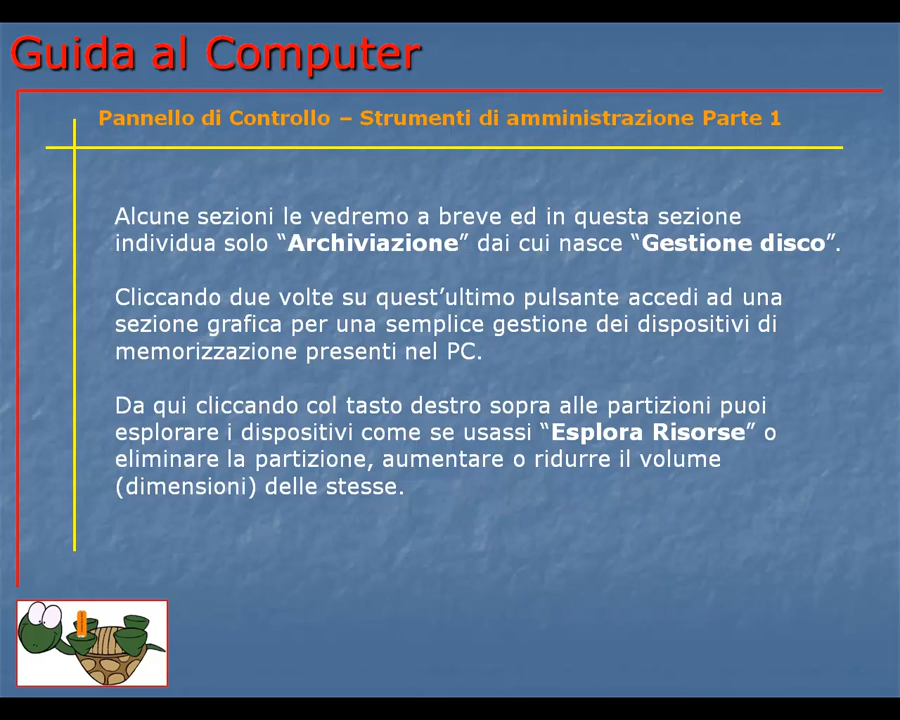 Guida al Computer
Pannello di Controllo – Strumenti di amministrazione Parte 1
Alcune sezioni le vedremo a breve ed in questa sezione
individua solo “Archiviazione” dai cui nasce “Gestione disco”.
Cliccando due volte su quest’ultimo pulsante accedi ad una
sezione grafica per una semplice gestione dei dispositivi di
memorizzazione presenti nel PC.
Da qui cliccando col tasto destro sopra alle partizioni puoi
esplorare i dispositivi come se usassi “Esplora Risorse” o
eliminare la partizione, aumentare o ridurre il volume
(dimensioni) delle stesse.